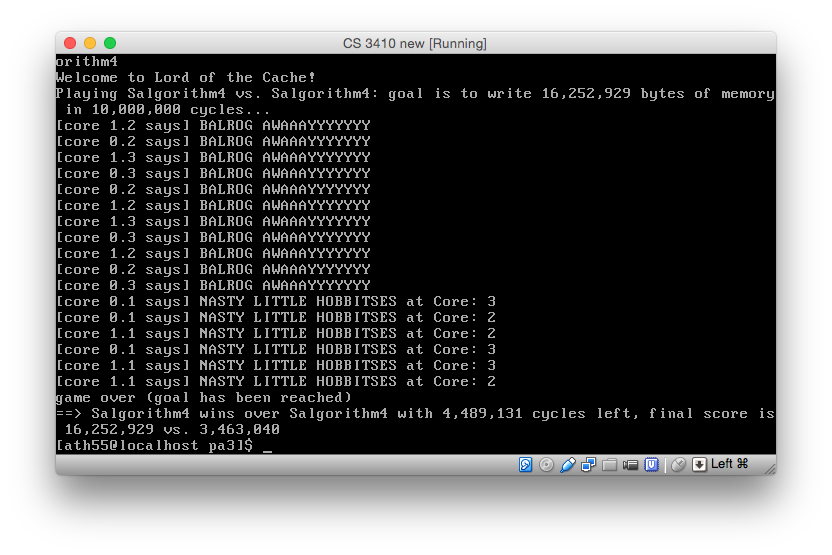 CS 3410 new [Running]
orithm4
Welcome to Lord of the Cache!
Playing Salgorithm4 vs. Salgorithm4: goal is to write 16,252,929 bytes of memory
in 10,000,000 cycles...
[core 1.2 says] BALROG AWAAAYYYYYYY
[core 0.2 says] BALROG AWAAAYYYYYYY
[core 1.3 says] BALROG AWAAAYYYYYYY
[core 0.3 says] BALROG AWAAAYYYYYYY
[core 0.2 says] BALROG AWAAAYYYYYYY
[core 1.2 says] BALROG AWAAAYYYYYYY
[core 1.3 says] BALROG AWAAAYYYYYYY
[core 0.3 says] BALROG AWAAAYYYYYYY
[core 1.2 says] BALROG AWAAAYYYYYYY
[core 0.2 says] BALROG AWAAAYYYYYYY
[core 0.3 says] BALROG AWAAAYYYYYYY
[core 0.1 says] NASTY LITTLE HOBBITSES at Core: 3
[core 0.1 says] NASTY LITTLE HOBBITSES at Core: 2
[core 1.1 says] NASTY LITTLE HOBBITSES at Core: 2
[core 0.1 says] NASTY LITTLE HOBBITSES at Core: 3
[core 1.1 says] NASTY LITTLE HOBBITSES at Core: 3
[core 1.1 says] NASTY LITTLE HOBBITSES at Core: 2
game over (goal has been reached)
==> Salgorithm4 wins over Salgorithm4 with 4,489,131 cycles left, final score is
16,252,929 vs. 3,463,040
[ath55@localhost pa3]$ _
Left ⌘